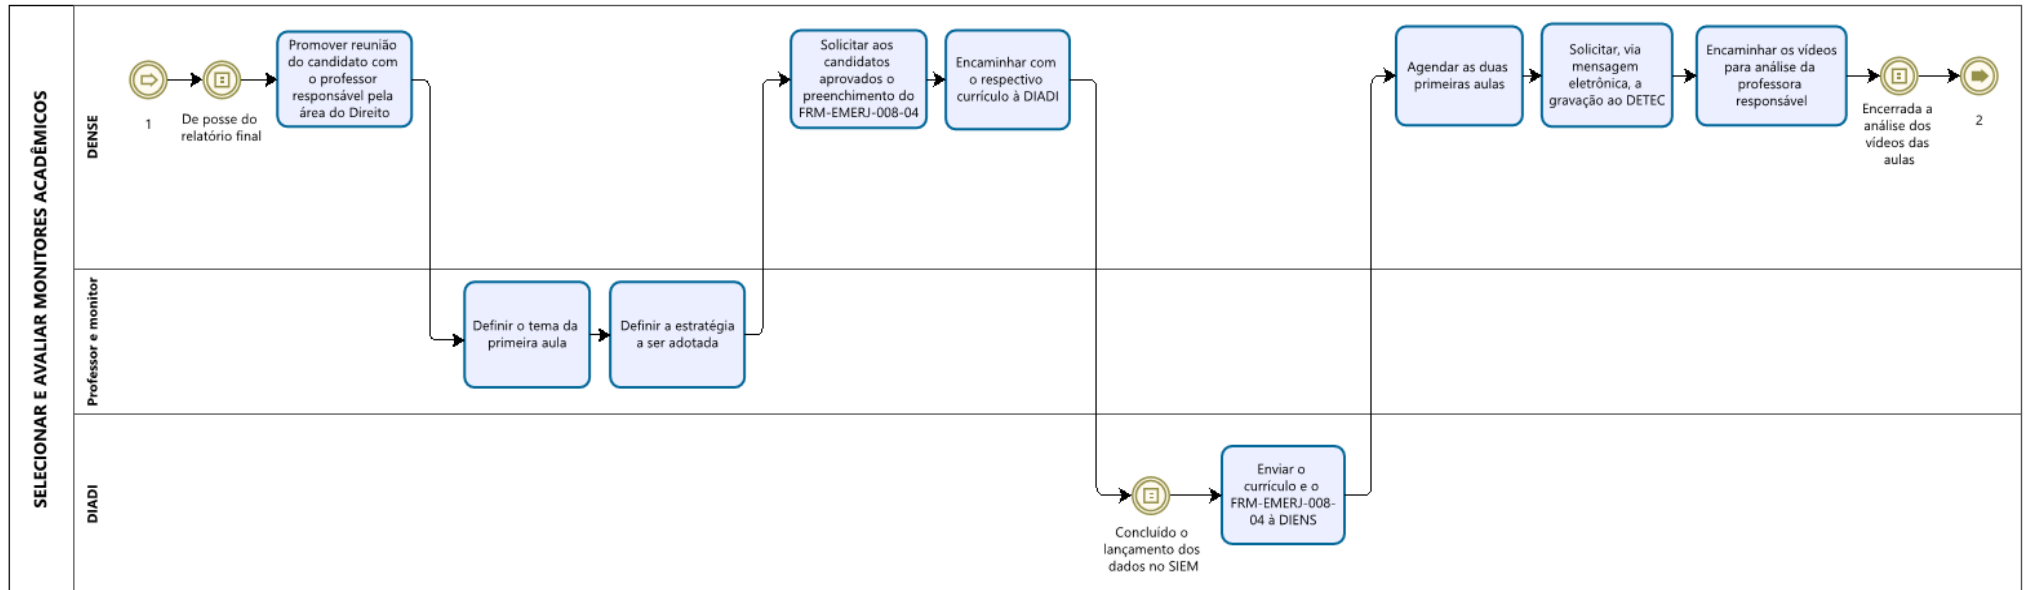 SELECIONAR E AVALIAR MONITORES ACADÊMICOS
DENSE
1
De posse do
relatório final
Promover reunião
do candidato com
o professor
responsável pela
área do Direito
Solicitar aos
candidatos
aprovados o
preenchimento do
FRM-EMERJ-008-04
Encaminhar com
o respectivo
currículo à DIADI
Agendar as duas
primeiras aulas
Solicitar, via
mensagem
eletrônica, a
gravação ao DETEC
Encaminhar os vídeos
para análise da
professora
responsável
Encerrada a
análise dos
vídeos das
aulas
2
Professor e monitor
Definir o tema da
primeira aula
Definir a estratégia
a ser adotada
DIADI
Concluído o
lançamento dos
dados no SIEM
Enviar o
currículo e o
FRM-EMERJ-008-
04 à DIENS